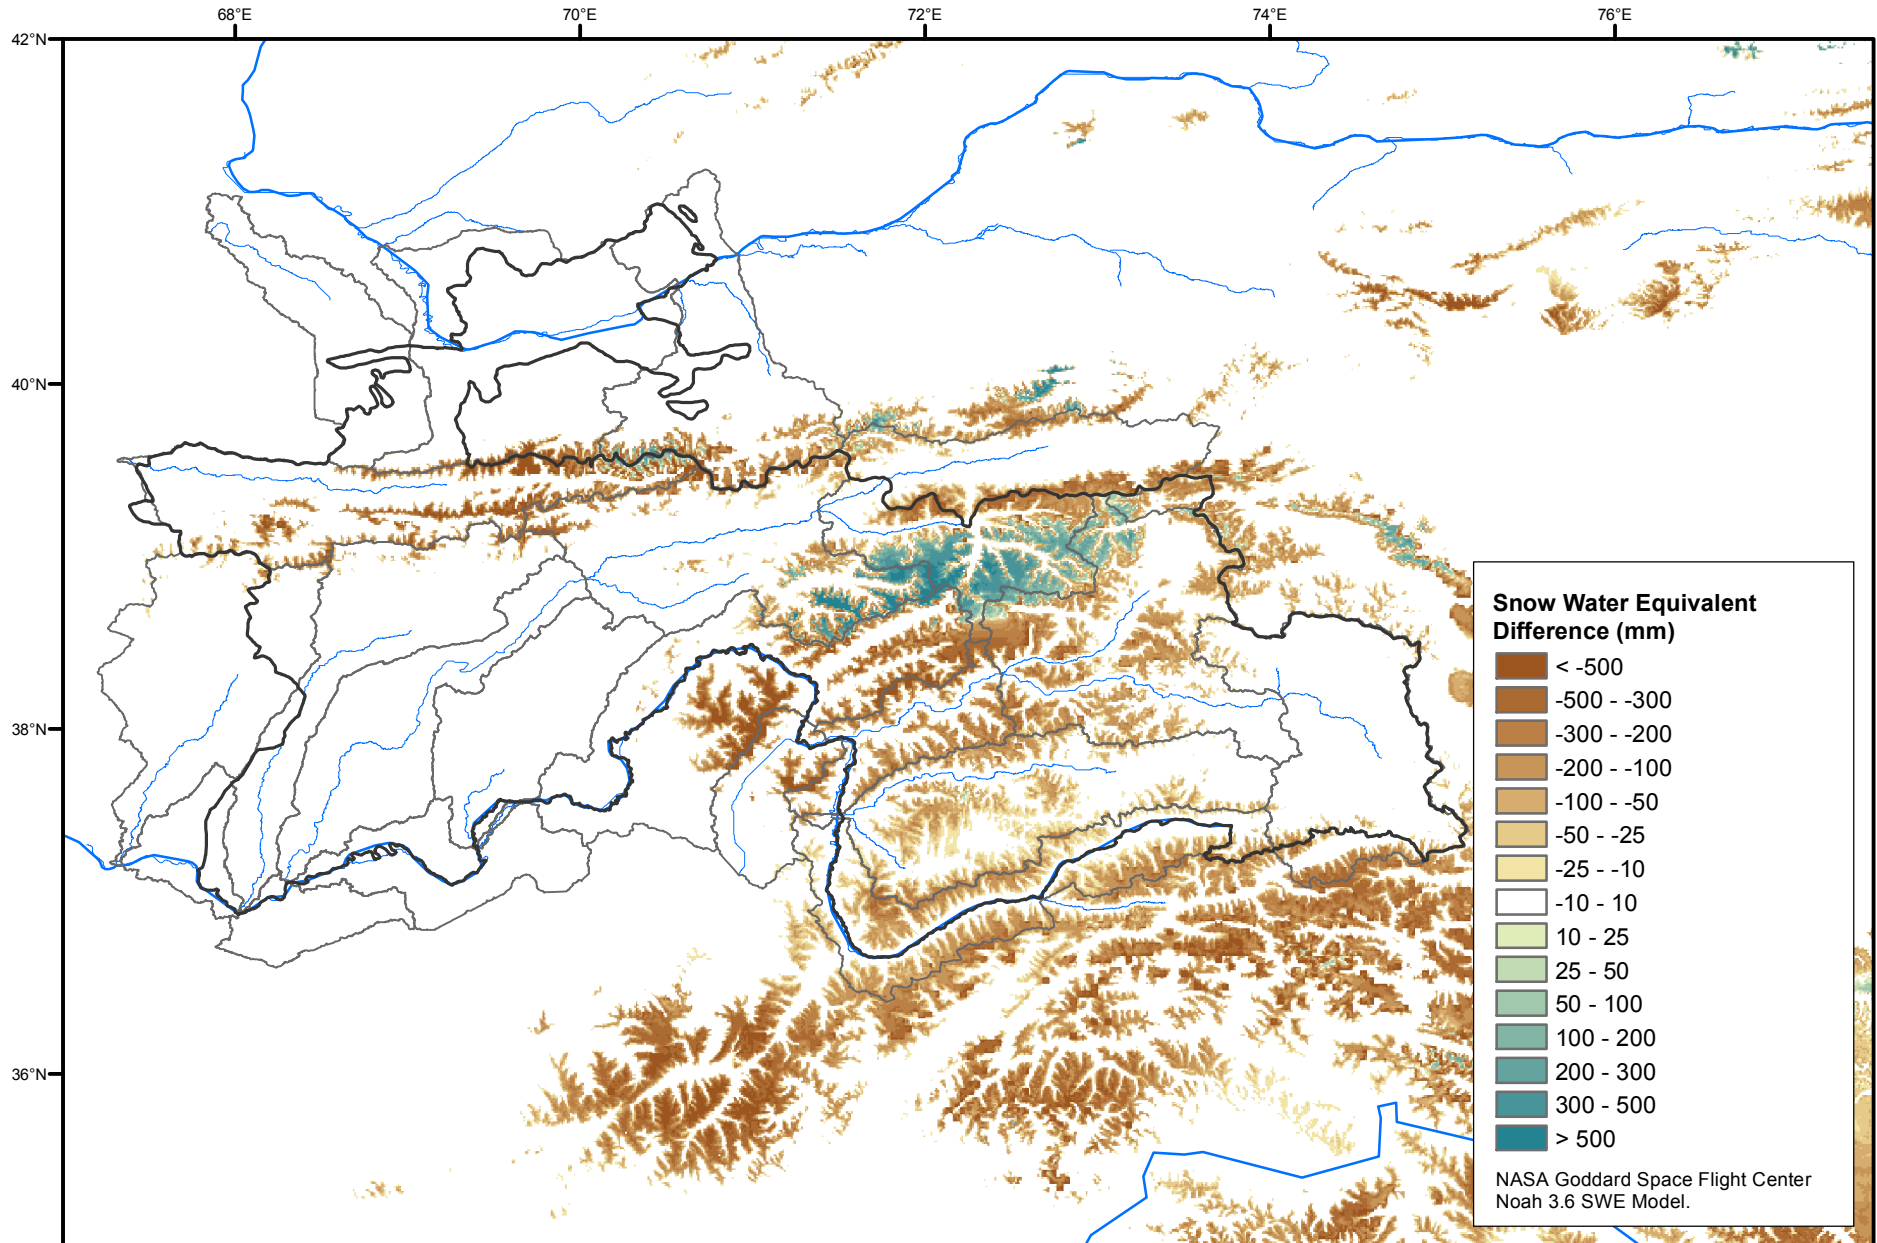 68°E
70°E
72°E
74°E
76°E
42°N
40°N
38°N
36°N
Snow Water Equivalent
Difference (mm)
< -500
-500 - -300
-300 - -200
-200 - -100
-100 - -50
-50 - -25
-25 - -10
-10 - 10
10 - 25
25 - 50
50 - 100
100 - 200
200 - 300
300 - 500
> 500
NASA Goddard Space Flight Center
Noah 3.6 SWE Model.